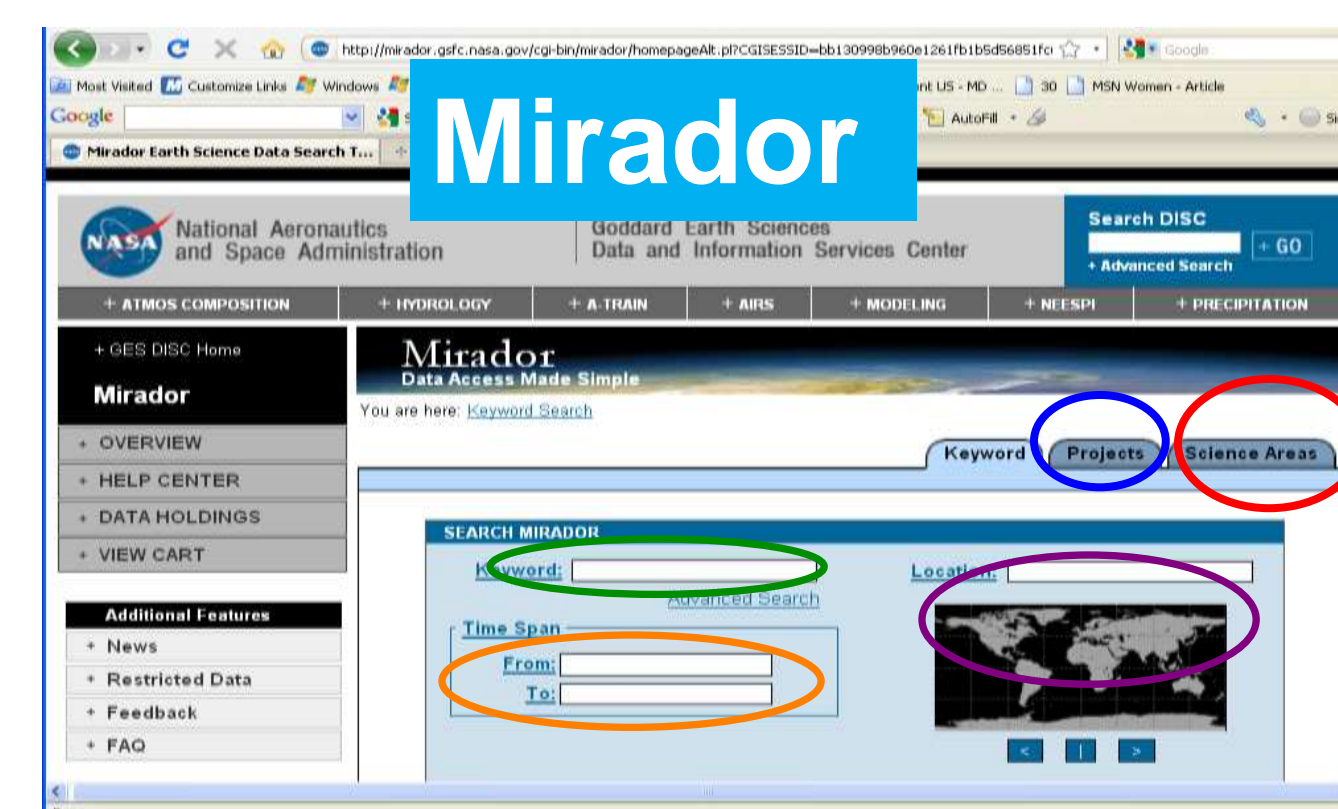 http://mirador.gsfc.nasa.gov/cgi-bin/mirador/homepageAlt.pl?CGISESSID=bb130998b960e1261fb1b5d56851fc
Google
Most Visited Customize Links Windows
nt US - MD ... 30 MSN Women - Article
Google
AutoFill
Mirador Earth Science Data Search T...
Mirador
NASA
National Aeronautics
and Space Administration
Goddard Earth Sciences
Data and Information Services Center
Search DISC
+ GO
+ Advanced Search
+ ATMOS COMPOSITION + HYDROLOGY + A-TRAIN + AIRS + MODELING + NEESPI + PRECIPITATION
+ GES DISC Home
Mirador
+ OVERVIEW
+ HELP CENTER
+ DATA HOLDINGS
+ VIEW CART
Additional Features
+ News
+ Restricted Data
+ Feedback
+ FAQ
Mirador
Data Access Made Simple
You are here: Keyword Search
Keyword Projects Science Areas
SEARCH MIRADOR
Keyword:
Advanced Search
Time Span
From:
To:
Location:
< | >